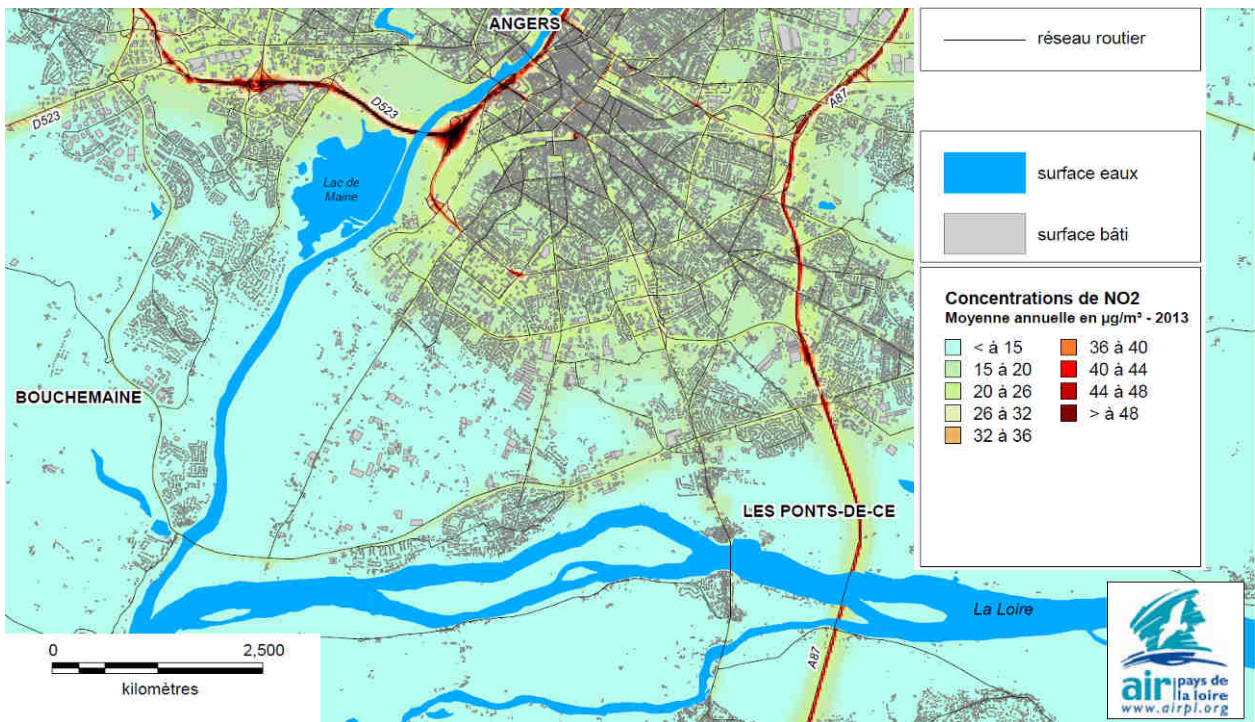 ANGERS
D523
D523
A87
Lac de
Maine
BOUCHEMAINE
LES PONTS-DE-CE
La Loire
A87
0 2,500
kilomètres
réseau routier
surface eaux
surface bâti
Concentrations de NO2
Moyenne annuelle en µg/m³ - 2013
< à 15
15 à 20
20 à 26
26 à 32
32 à 36
36 à 40
40 à 44
44 à 48
> à 48
air pays de
la loire
www.airpl.org